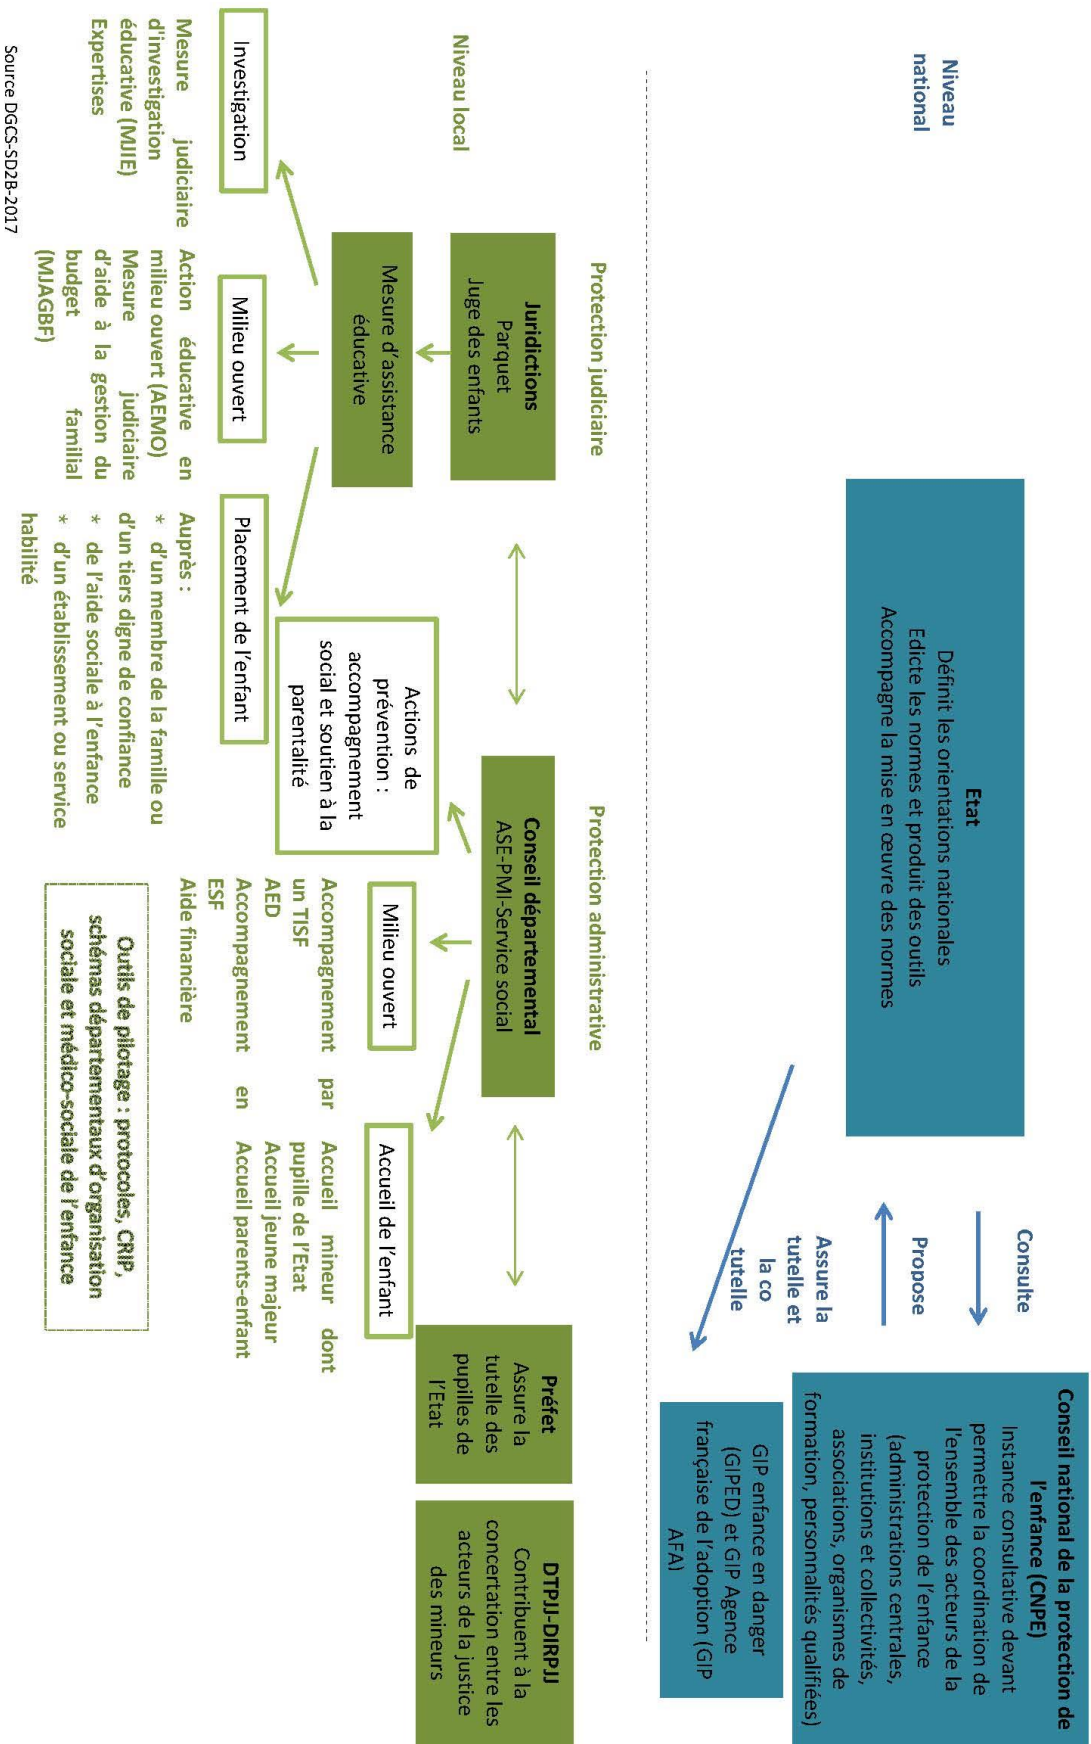 Niveau
national
Etat
Définit les orientations nationales
Edicte les normes et produit des outils
Accompagne la mise en œuvre des normes
Consulte
Propose
Assure la
tutelle et
la co
tutelle
Conseil national de la protection de
l'enfance (CNPE)
Instance consultative devant
permettre la coordination de
l'ensemble des acteurs de la
protection de l'enfance
(administrations centrales,
institutions et collectivités,
associations, organismes de
formation, personnalités qualifiées)
GIP enfance en danger
(GIPED) et GIP Agence
française de l'adoption (GIP
AFA)
Niveau local
Protection judiciaire
Protection administrative
Juridictions
Parquet
Juge des enfants
Mesure d'assistance
éducative
Conseil départemental
ASE-PMI-Service social
Préfet
Assure la
tutelle des
pupilles de
l'Etat
DTPJJ-DIRPJJ
Contribuent à la
concertation entre les
acteurs de la justice
des mineurs
Actions de
prévention :
accompagnement
social et soutien à la
parentalité
Investigation
Milieu ouvert
Placement de l'enfant
Milieu ouvert
Accueil de l'enfant
Mesure judiciaire
d'investigation
éducative (MJIE)
Expertises
Action éducative en
milieu ouvert (AEMO)
Mesure judiciaire
d'aide à la gestion du
budget familial
(MJAGBF)
Auprès :
* d'un membre de la famille ou
d'un tiers digne de confiance
* de l'aide sociale à l'enfance
* d'un établissement ou service
habilité
Accompagnement par
un TISF
AED
Accompagnement en
ESF
Aide financière
Accueil mineur dont
pupille de l'Etat
Accueil jeune majeur
Accueil parents-enfant
Outils de pilotage : protocoles, CRIP,
schémas départementaux d'organisation
sociale et médico-sociale de l'enfance
Source DGCS-SD2B-2017